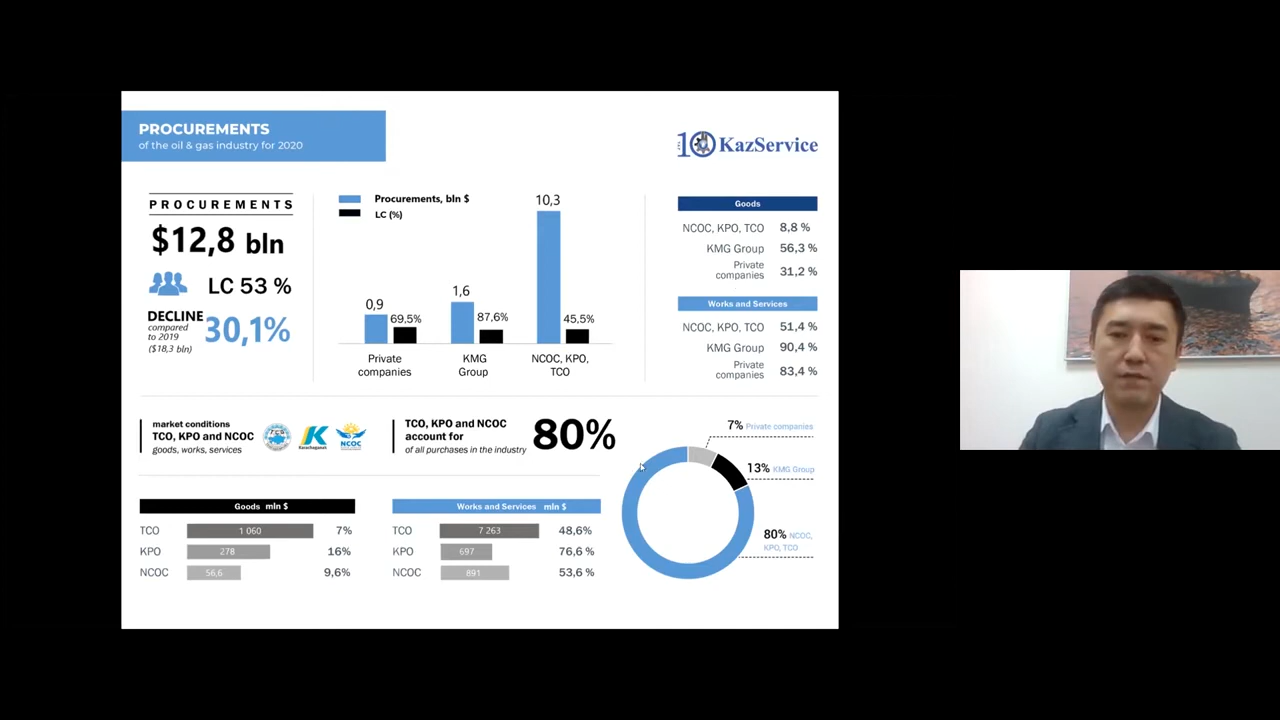 PROCUREMENTS
of the oil & gas industry for 2020
10 KazService
PROCUREMENTS
$12,8 bln
LC 53 %
DECLINE
compared
to 2019
($18,3 bln)
30,1%
Procurements, bln $
LC (%)
0,9
69.5%
1,6
87,6%
10,3
45,5%
Private
companies
KMG
Group
NCOC, KPO,
TCO
Goods
NCOC, KPO, TCO 8,8 %
KMG Group 56,3 %
Private
companies 31,2 %
Works and Services
NCOC, KPO, TCO 51,4 %
KMG Group 90,4 %
Private
companies 83,4 %
market conditions
TCO, KPO and NCOC
goods, works, services
Karachaganak
NCOC
TCO, KPO and NCOC
account for
of all purchases in the industry
80%
7% Private companies
13% KMG Group
80% NCOC,
KPO, TCO
Goods mln $
TCO 1 060 7%
KPO 278 16%
NCOC 56,6 9,6%
Works and Services mln $
TCO 7 263 48,6%
KPO 697 76,6 %
NCOC 891 53,6 %